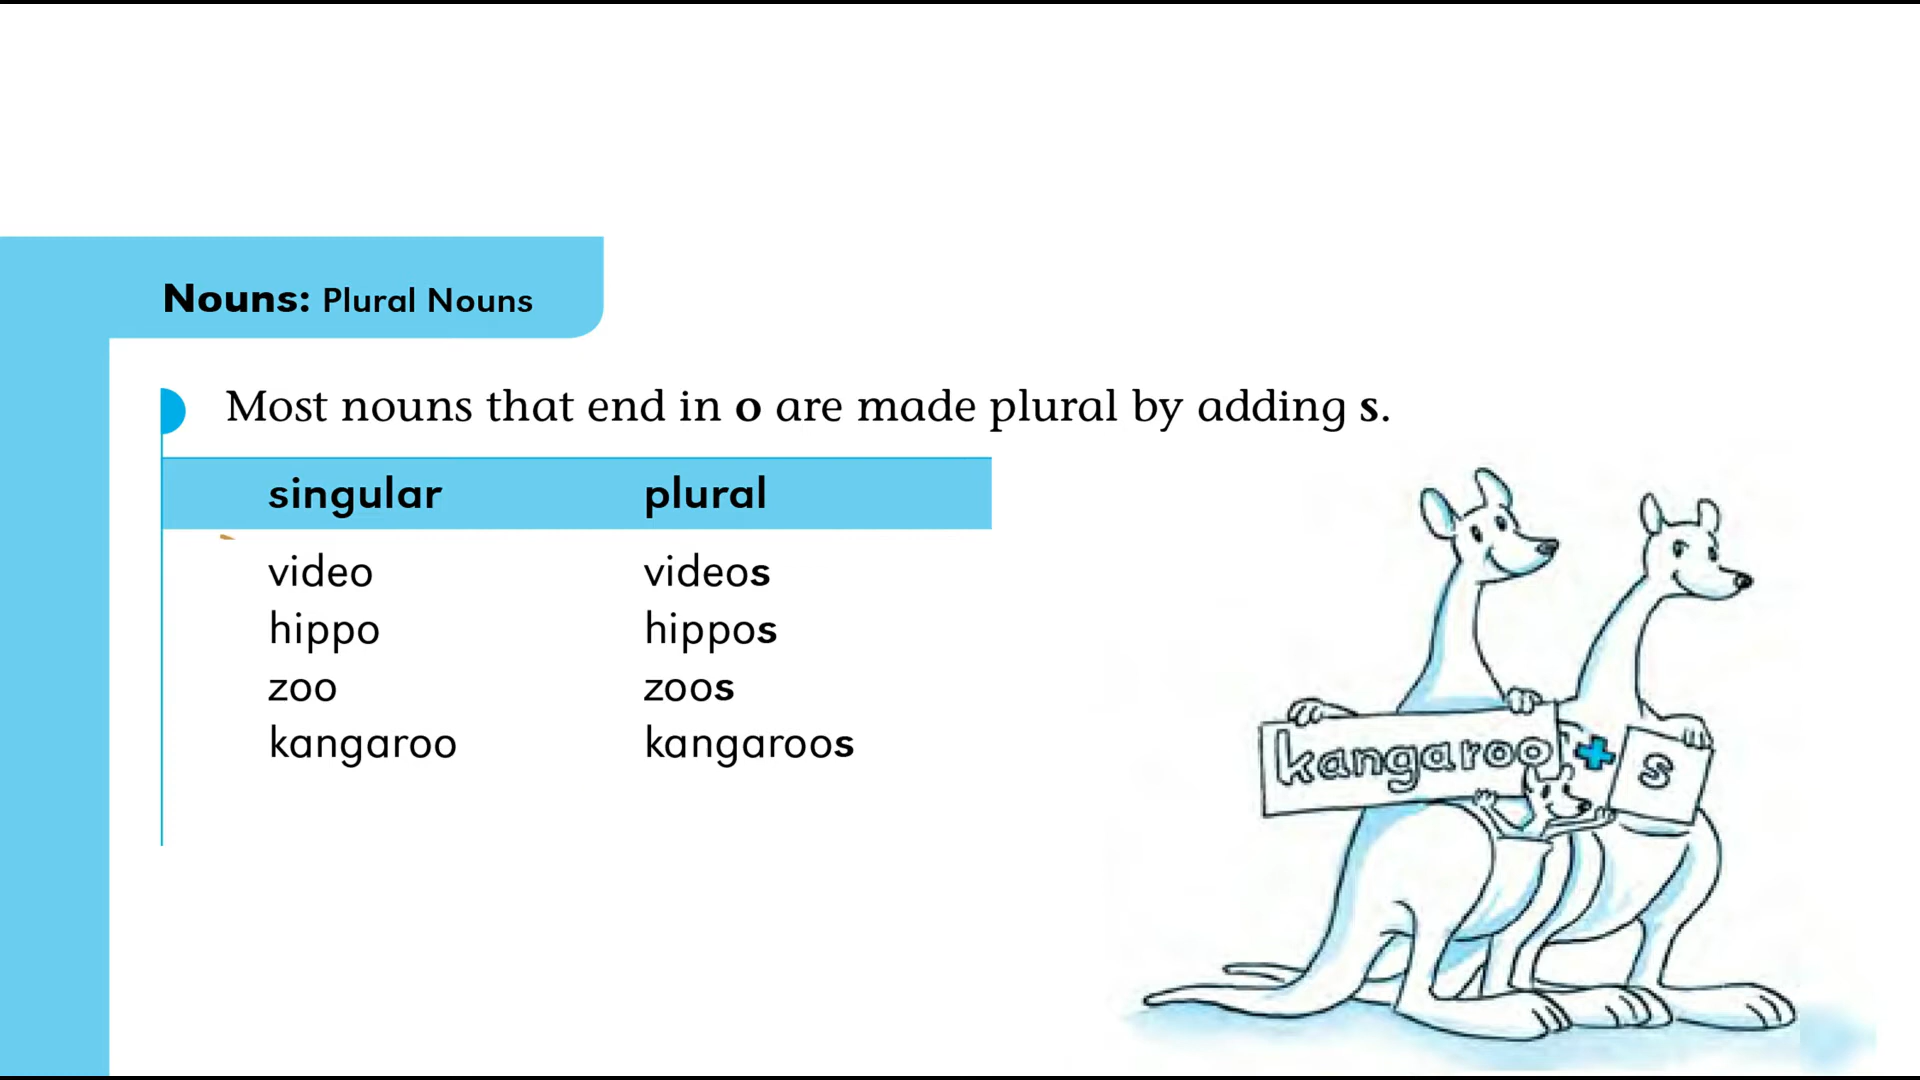 Nouns: Plural Nouns
Most nouns that end in o are made plural by adding s.
singular plural
video videos
hippo hippos
zoo zoos
kangaroo kangaroos
kangaroo + s